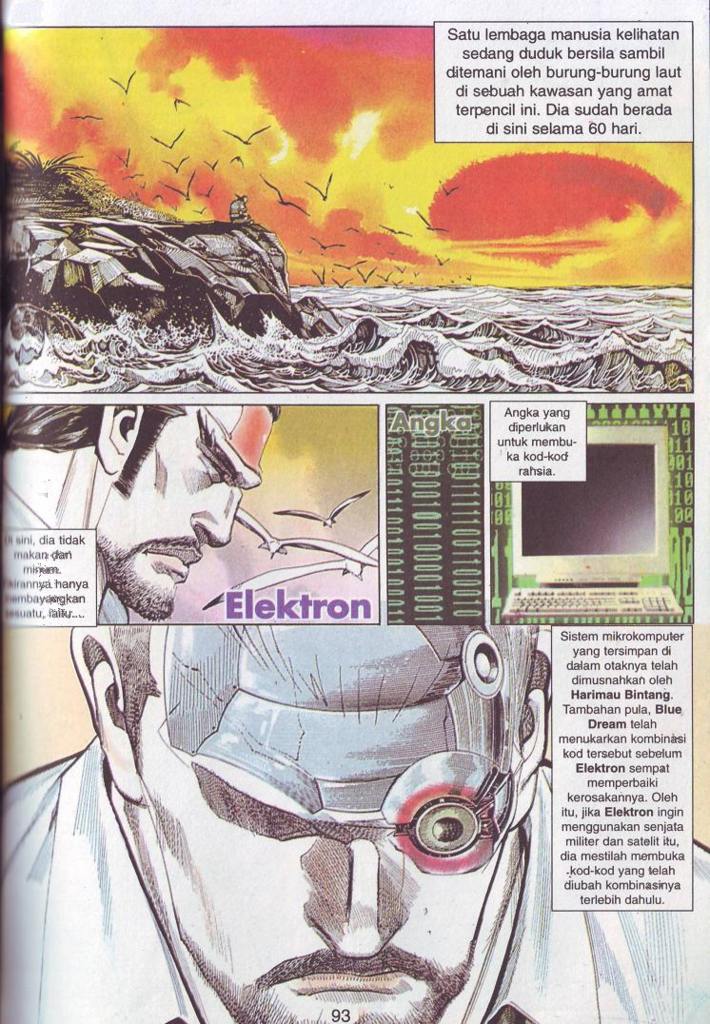 Satu lembaga manusia kelihatan
sedang duduk bersila sambil
ditemani oleh burung-burung laut
di sebuah kawasan yang amat
terpencil ini. Dia sudah berada
di sini selama 60 hari.
sini, dia tidak
makan dan
hanya
Elektron
Angka
Angka yang
diperlukan
untuk membu-
ka kod-kod
rahsia.
Sistem mikrokomputer
yang tersimpan di
dalam otaknya telah
dimusnahkan oleh
Harimau Bintang.
Tambahan pula, Blue
Dream telah
menukarkan kombinasi
kod tersebut sebelum
Elektron sempat
memperbaiki
kerosakannya. Oleh
itu, jika Elektron ingin
menggunakan senjata
militer dan satelit itu,
dia mestilah membuka
kod-kod yang telah
diubah kombinasinya
terlebih dahulu.
93